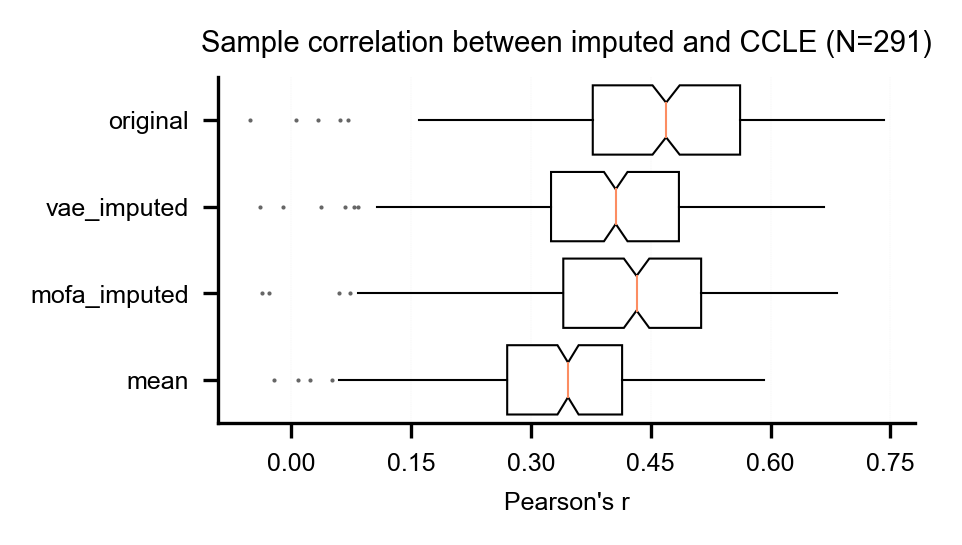 Sample correlation between imputed and CCLE (N=291)
original
vae_imputed
mofa_imputed
mean
0.00 0.15 0.30 0.45 0.60 0.75
Pearson's r